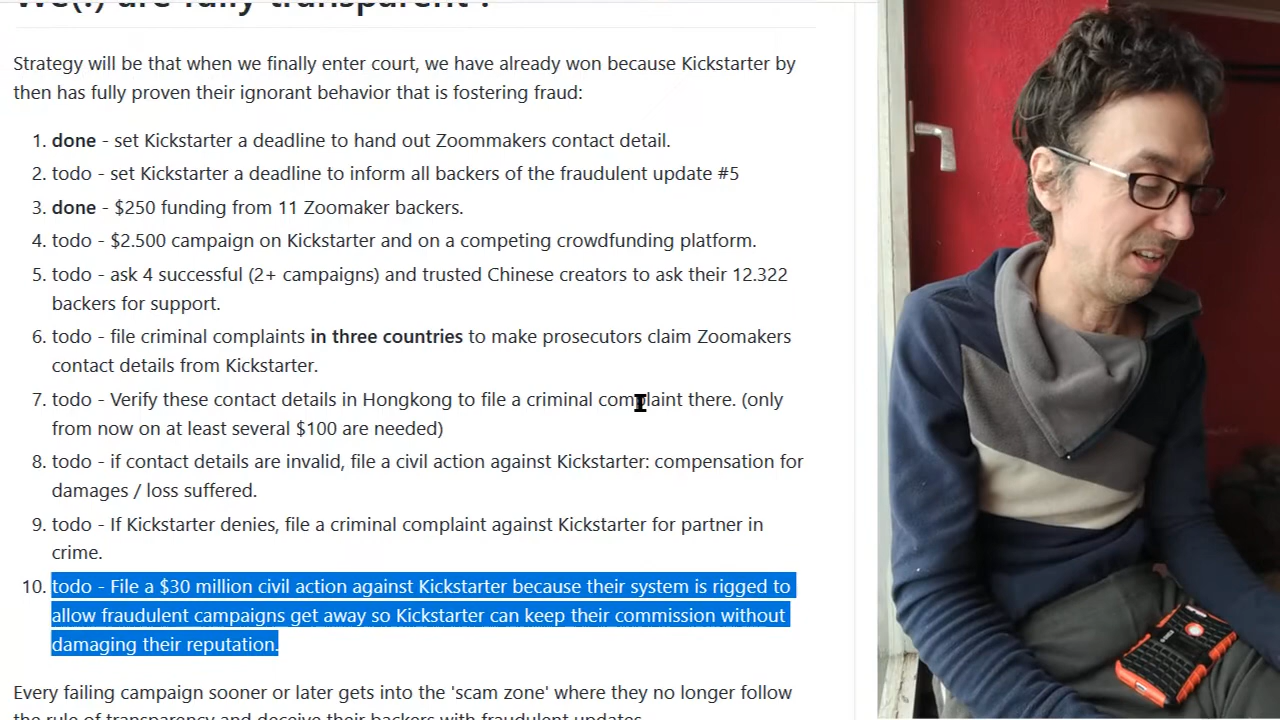 We(!) are fully transparent !
Strategy will be that when we finally enter court, we have already won because Kickstarter by
then has fully proven their ignorant behavior that is fostering fraud:
1. done - set Kickstarter a deadline to hand out Zoommakers contact detail.
2. todo - set Kickstarter a deadline to inform all backers of the fraudulent update #5
3. done - $250 funding from 11 Zoomaker backers.
4. todo - $2.500 campaign on Kickstarter and on a competing crowdfunding platform.
5. todo - ask 4 successful (2+ campaigns) and trusted Chinese creators to ask their 12.322
backers for support.
6. todo - file criminal complaints in three countries to make prosecutors claim Zoomakers
contact details from Kickstarter.
7. todo - Verify these contact details in Hongkong to file a criminal complaint there. (only
from now on at least several $100 are needed)
8. todo - if contact details are invalid, file a civil action against Kickstarter: compensation for
damages / loss suffered.
9. todo - If Kickstarter denies, file a criminal complaint against Kickstarter for partner in
crime.
10. todo - File a $30 million civil action against Kickstarter because their system is rigged to
allow fraudulent campaigns get away so Kickstarter can keep their commission without
damaging their reputation.
Every failing campaign sooner or later gets into the 'scam zone' where they no longer follow
the rule of transparency and deceive their backers with fraudulent updates.